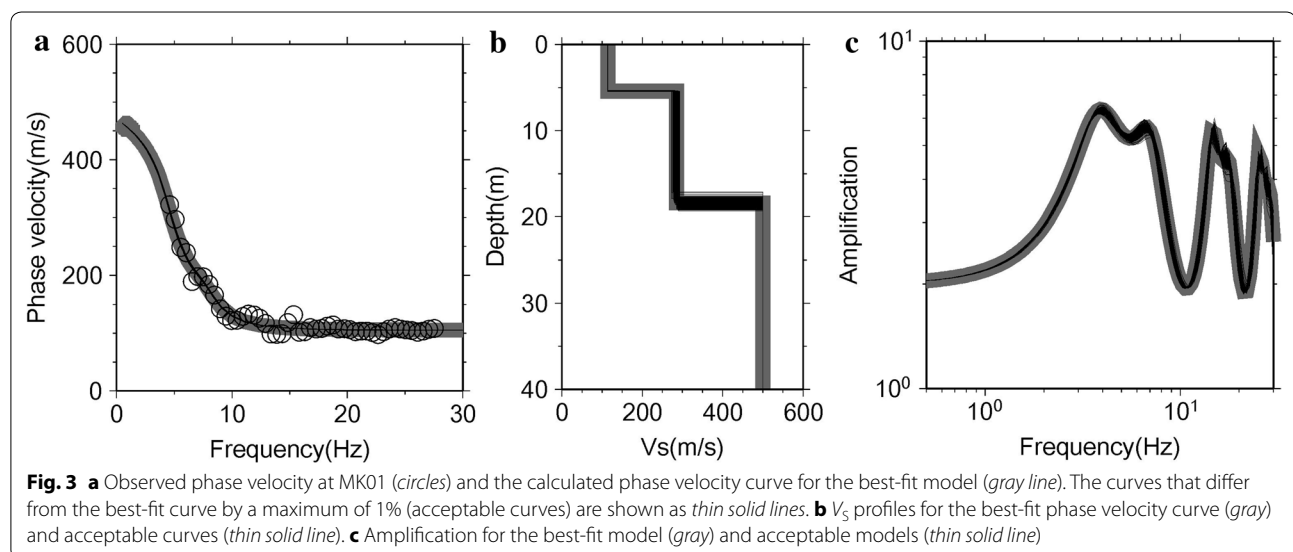 a
600
400
200
0
Phase velocity(m/s)
0 10 20 30
Frequency(Hz)
b
0
10
20
30
40
Depth(m)
0 200 400 600
Vs(m/s)
c
10¹
10⁰
Amplification
10⁰ 10¹
Frequency(Hz)
Fig. 3 a Observed phase velocity at MK01 (circles) and the calculated phase velocity curve for the best-fit model (gray line). The curves that differ
from the best-fit curve by a maximum of 1% (acceptable curves) are shown as thin solid lines. b V_S profiles for the best-fit phase velocity curve (gray)
and acceptable curves (thin solid line). c Amplification for the best-fit model (gray) and acceptable models (thin solid line)